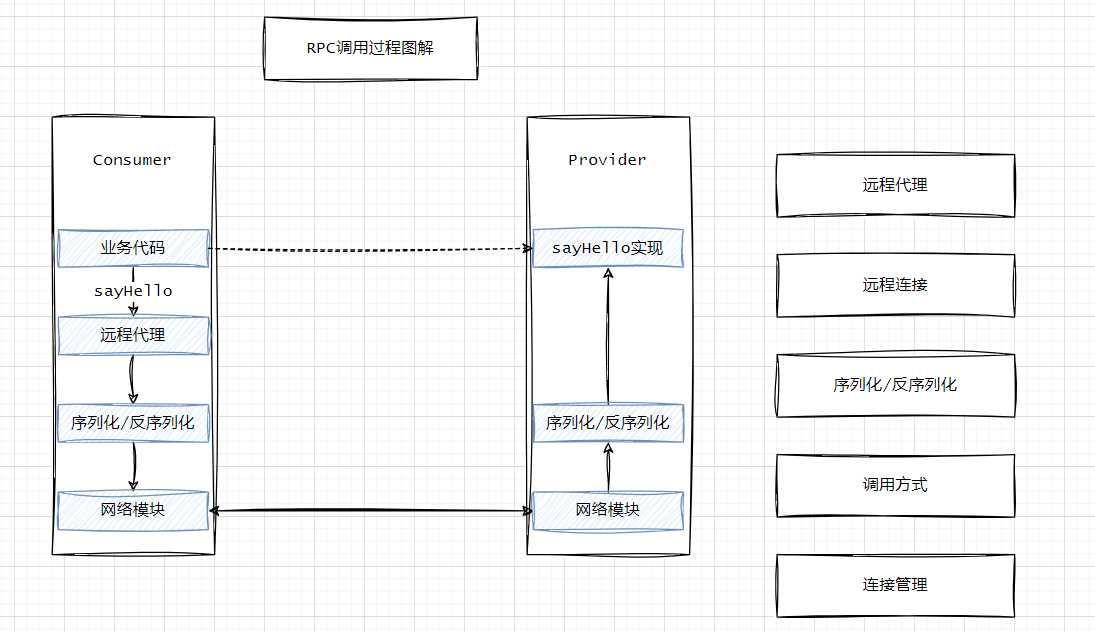 RPC调用过程图解
Consumer
业务代码
sayHello
远程代理
序列化/反序列化
网络模块
Provider
sayHello实现
序列化/反序列化
网络模块
远程代理
远程连接
序列化/反序列化
调用方式
连接管理